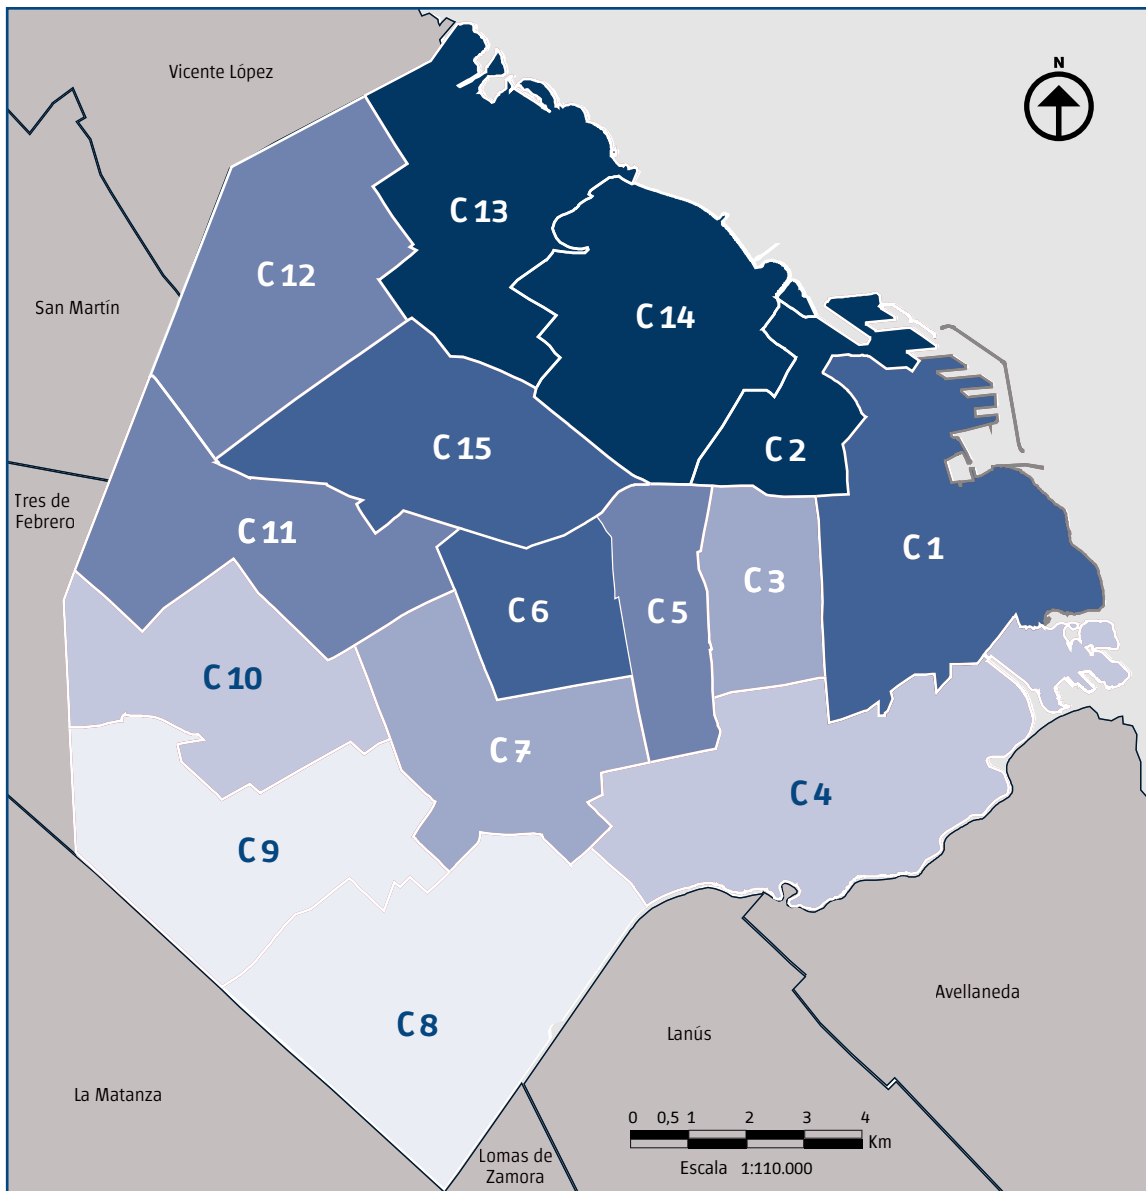 N
Vicente López
C 13
C 12
San Martín
C 14
C 15
C 2
Tres de
Febrero
C 11
C 1
C 3
C 6
C 5
C 10
C 7
C 4
C 9
Avellaneda
C 8
Lanús
La Matanza
0 0,5 1 2 3 4
Km
Lomas de
Zamora
Escala 1:110.000